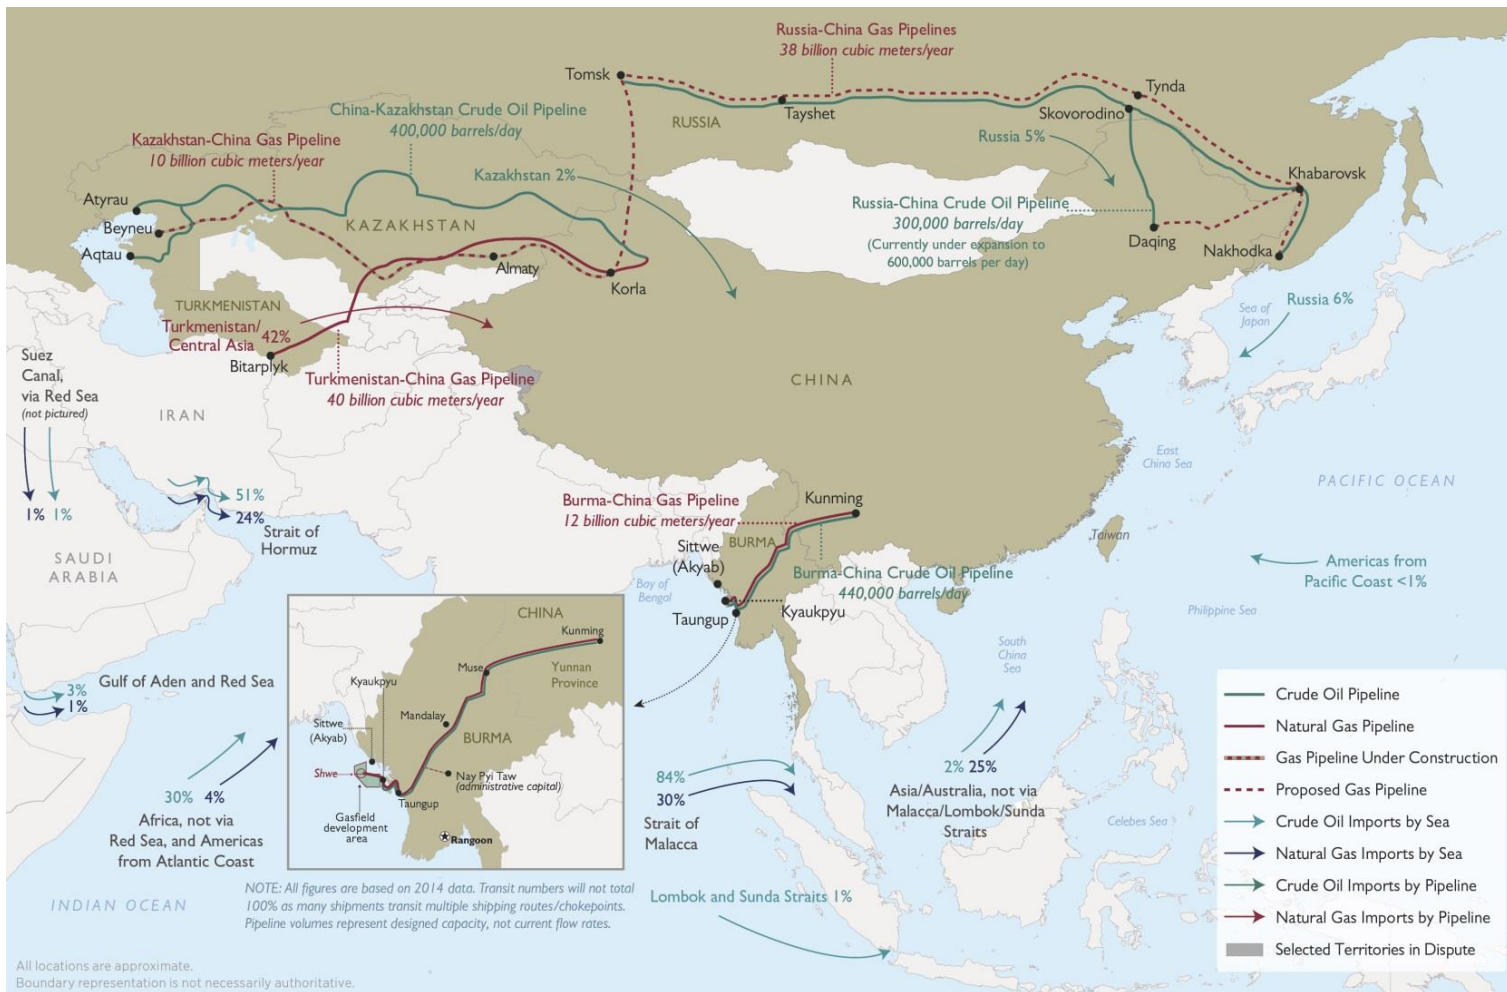 Russia-China Gas Pipelines
38 billion cubic meters/year
Tomsk
Tynda
Tayshet
Skovorodino
RUSSIA
China-Kazakhstan Crude Oil Pipeline
400,000 barrels/day
Kazakhstan-China Gas Pipeline
10 billion cubic meters/year
Russia 5%
Kazakhstan 2%
Khabarovsk
Atyrau
Beyneu
Aqtau
KAZAKHSTAN
Russia-China Crude Oil Pipeline
300,000 barrels/day
(Currently under expansion to
600,000 barrels per day)
Daqing
Nakhodka
Almaty
Korla
TURKMENISTAN
Turkmenistan/
Central Asia
42%
Bitarplyk
Sea of
Japan
Russia 6%
Suez
Canal,
via Red Sea
(not pictured)
Turkmenistan-China Gas Pipeline
40 billion cubic meters/year
CHINA
IRAN
East
China Sea
PACIFIC OCEAN
51%
24%
1%
1%
Strait of
Hormuz
Burma-China Gas Pipeline
12 billion cubic meters/year
Kunming
BURMA
Sittwe
(Akyab)
Taiwan
SAUDI
ARABIA
Bay of
Bengal
Burma-China Crude Oil Pipeline
440,000 barrels/day
Americas from
Pacific Coast <1%
Taungup
Kyaukpyu
Philippine Sea
South
China
Sea
CHINA
Kunming
Muse
Yunnan
Province
Kyaukpyu
Mandalay
Sittwe
(Akyab)
BURMA
Shwe
Nay Pyi Taw
(administrative capital)
Taungup
Gasfield
development
area
Rangoon
3%
1%
Gulf of Aden and Red Sea
30%
4%
Africa, not via
Red Sea, and Americas
from Atlantic Coast
84%
30%
Strait of
Malacca
2%
25%
Asia/Australia, not via
Malacca/Lombok/Sunda
Straits
Celebes Sea
Lombok and Sunda Straits 1%
INDIAN OCEAN
NOTE: All figures are based on 2014 data. Transit numbers will not total
100% as many shipments transit multiple shipping routes/chokepoints.
Pipeline volumes represent designed capacity, not current flow rates.
Crude Oil Pipeline
Natural Gas Pipeline
Gas Pipeline Under Construction
Proposed Gas Pipeline
Crude Oil Imports by Sea
Natural Gas Imports by Sea
Crude Oil Imports by Pipeline
Natural Gas Imports by Pipeline
Selected Territories in Dispute
All locations are approximate.
Boundary representation is not necessarily authoritative.